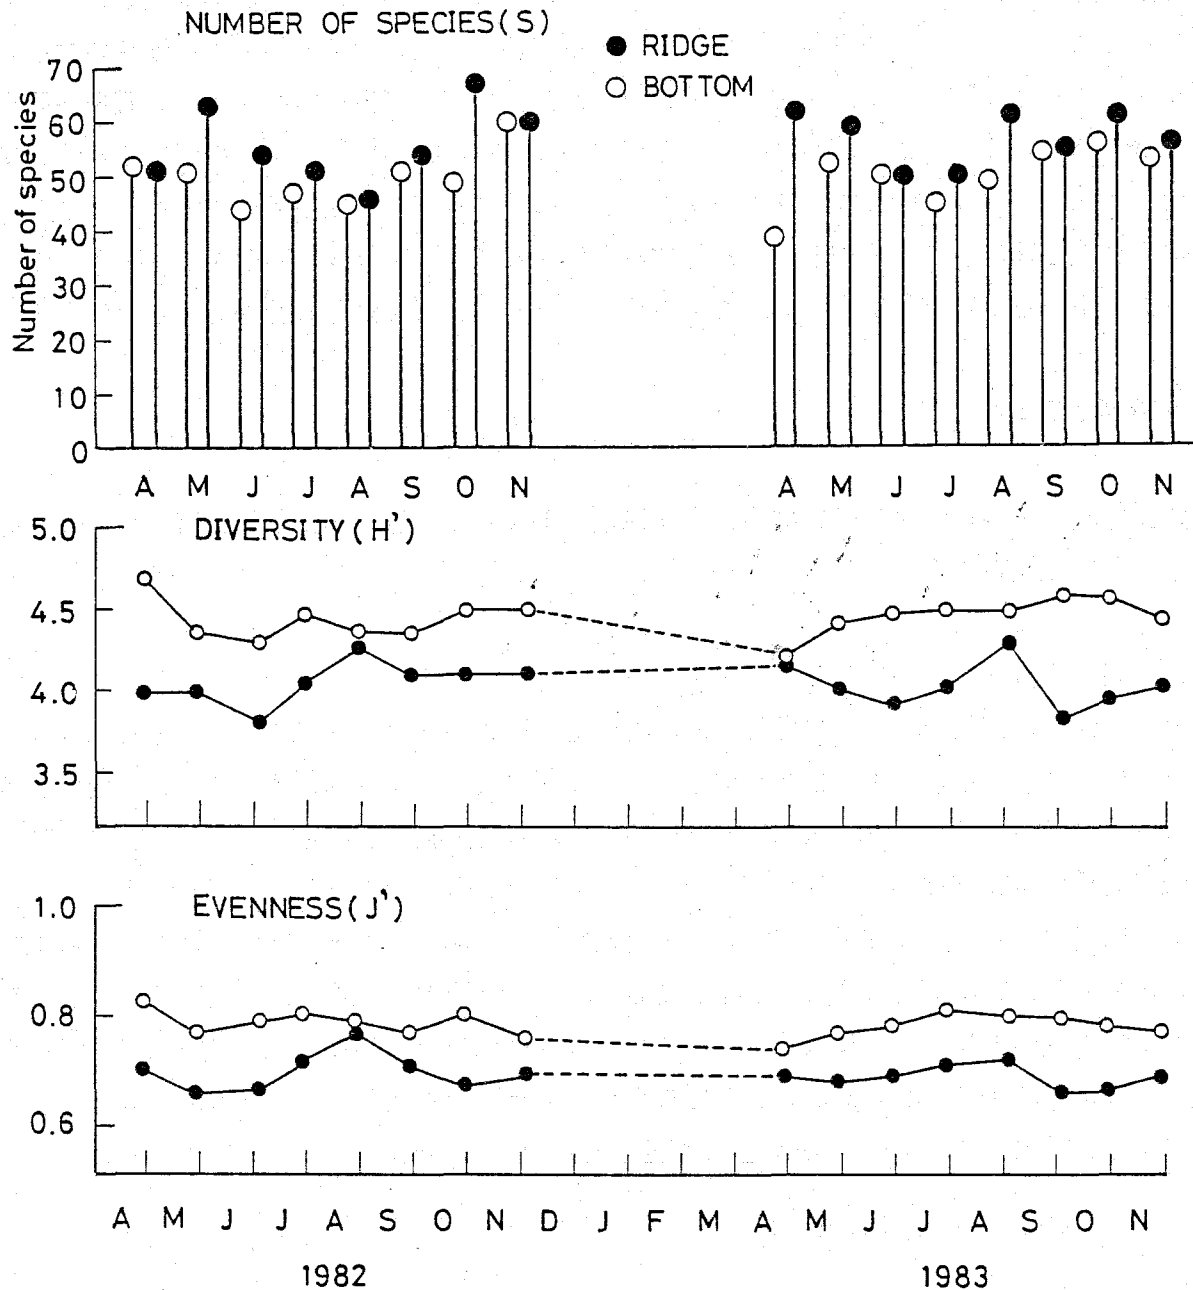 NUMBER OF SPECIES(S)
● RIDGE
○ BOTTOM
Number of species
70
60
50
40
30
20
10
0
A M J J A S O N A M J J A S O N
DIVERSITY(H')
5.0
4.5
4.0
3.5
EVENNESS(J')
1.0
0.8
0.6
A M J J A S O N D J F M A M J J A S O N
1982 1983